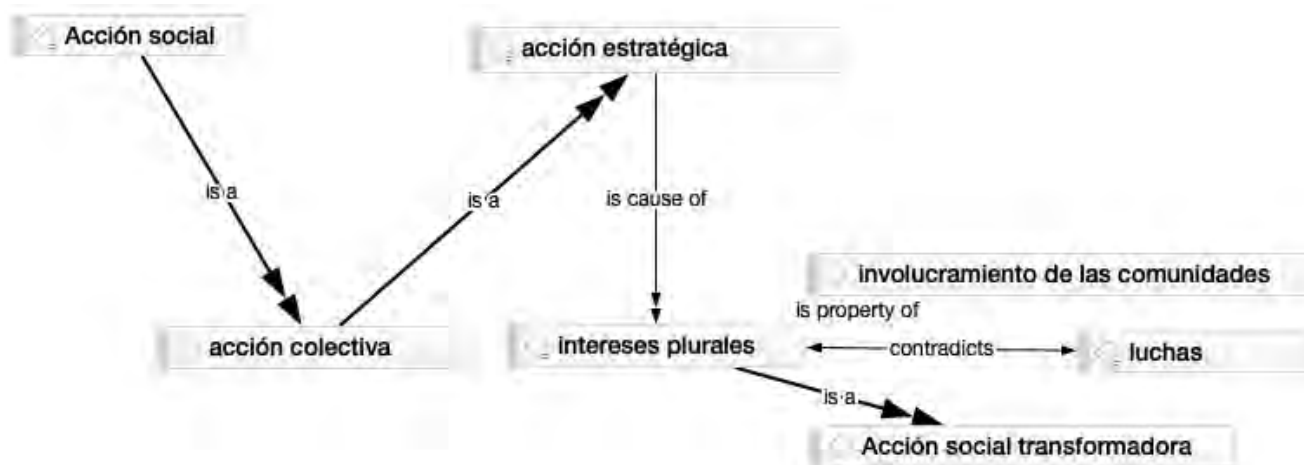 Acción social
acción estratégica
is a
is a
is cause of
involucramiento de las comunidades
is property of
acción colectiva
intereses plurales
contradicts
luchas
is a
Acción social transformadora